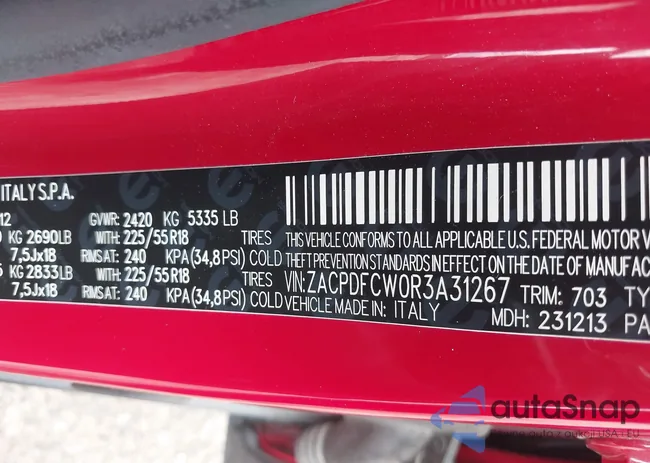 ITALY S.P.A.
12 GVWR: 2420 KG 5335 LB
KG 2690LB WITH: 225/55R18 TIRES
7,5Jx18 RIMS AT: 240 KPA(34,8PSI) COLD
KG 2833LB WITH: 225/55R18 TIRES
7,5Jx18 RIMS AT: 240 KPA(34,8PSI) COLD
THIS VEHICLE CONFORMS TO ALL APPLICABLE U.S. FEDERAL MOTOR V
THEFT PREVENTION STANDARDS IN EFFECT ON THE DATE OF MANUFAC
VIN: ZACPDFCW0R3A31267 TRIM: 703 TY
VEHICLE MADE IN: ITALY MDH: 231213 PA
autaSnap